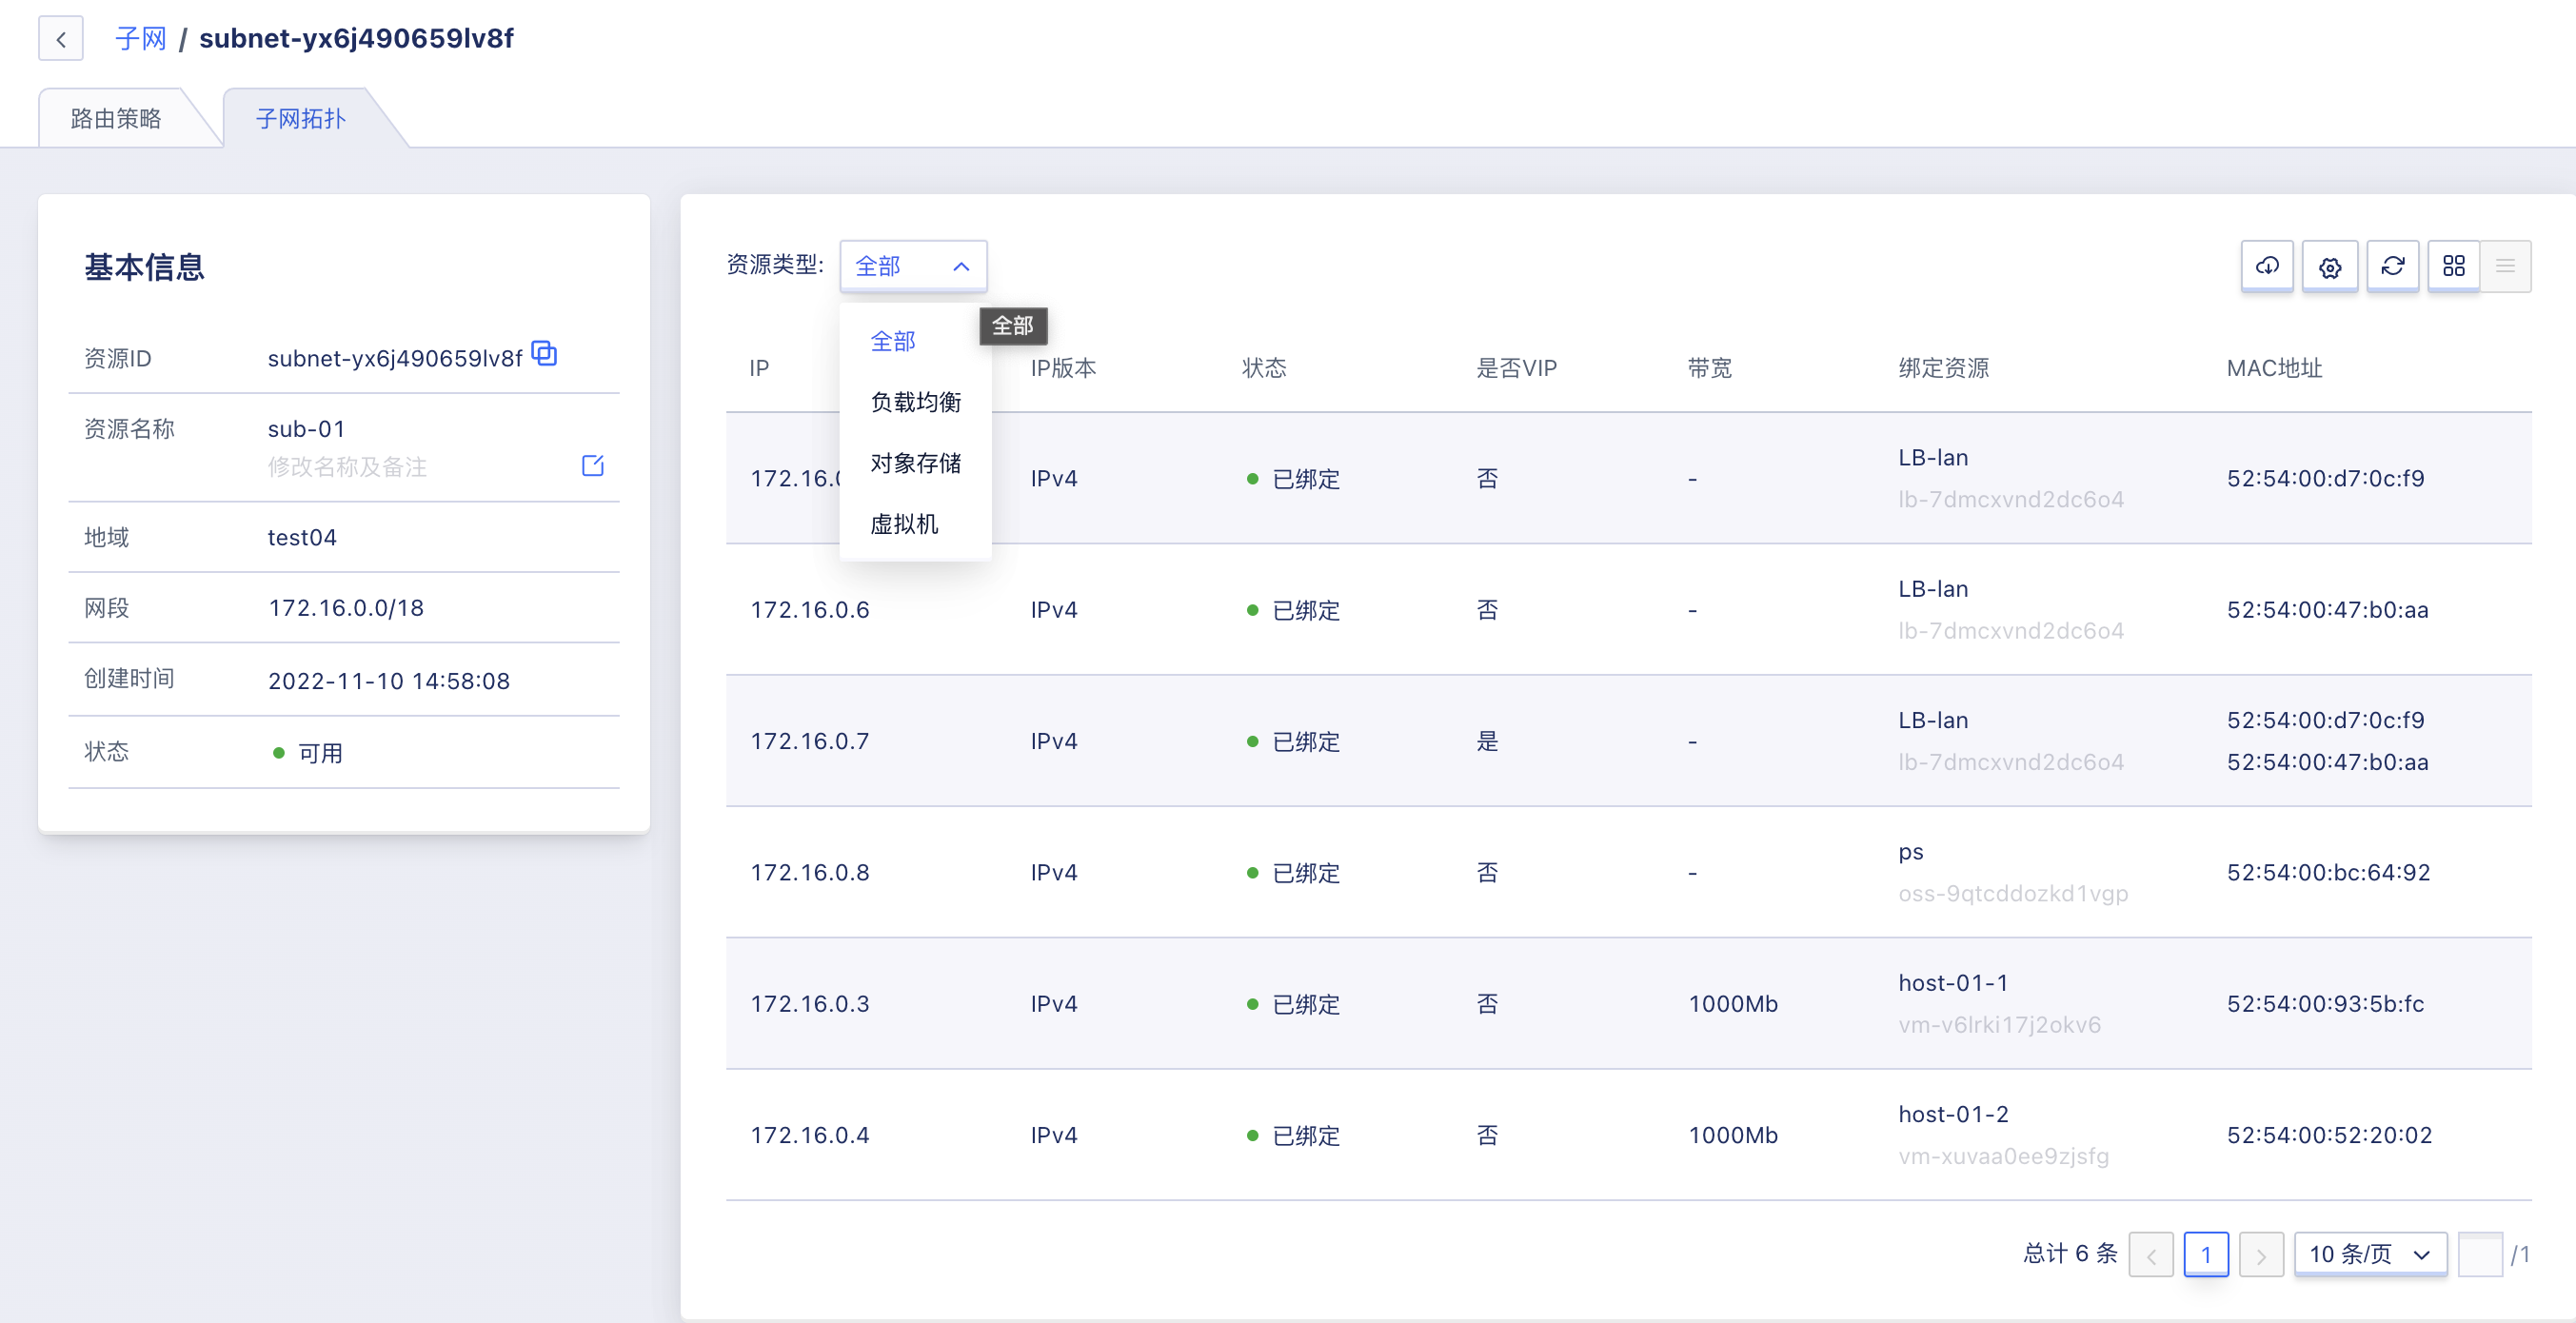 子网 / subnet-yx6j490659lv8f
路由策略 子网拓扑
基本信息
资源ID subnet-yx6j490659lv8f
资源名称 sub-01
修改名称及备注
地域 test04
网段 172.16.0.0/18
创建时间 2022-11-10 14:58:08
状态 可用
资源类型: 全部
全部
全部
负载均衡
对象存储
虚拟机
IP IP版本 状态 是否VIP 带宽 绑定资源 MAC地址
IPv4 已绑定 否 - LB-lan 52:54:00:d7:0c:f9
lb-7dmcxvnd2dc6o4
172.16.0.6 IPv4 已绑定 否 - LB-lan 52:54:00:47:b0:aa
lb-7dmcxvnd2dc6o4
172.16.0.7 IPv4 已绑定 是 - LB-lan 52:54:00:d7:0c:f9
lb-7dmcxvnd2dc6o4 52:54:00:47:b0:aa
172.16.0.8 IPv4 已绑定 否 - ps 52:54:00:bc:64:92
oss-9qtcddozkd1vgp
172.16.0.3 IPv4 已绑定 否 1000Mb host-01-1 52:54:00:93:5b:fc
vm-v6lrki17j2okv6
172.16.0.4 IPv4 已绑定 否 1000Mb host-01-2 52:54:00:52:20:02
vm-xuvaa0ee9zjsfg
总计 6 条 1 10 条/页 /1